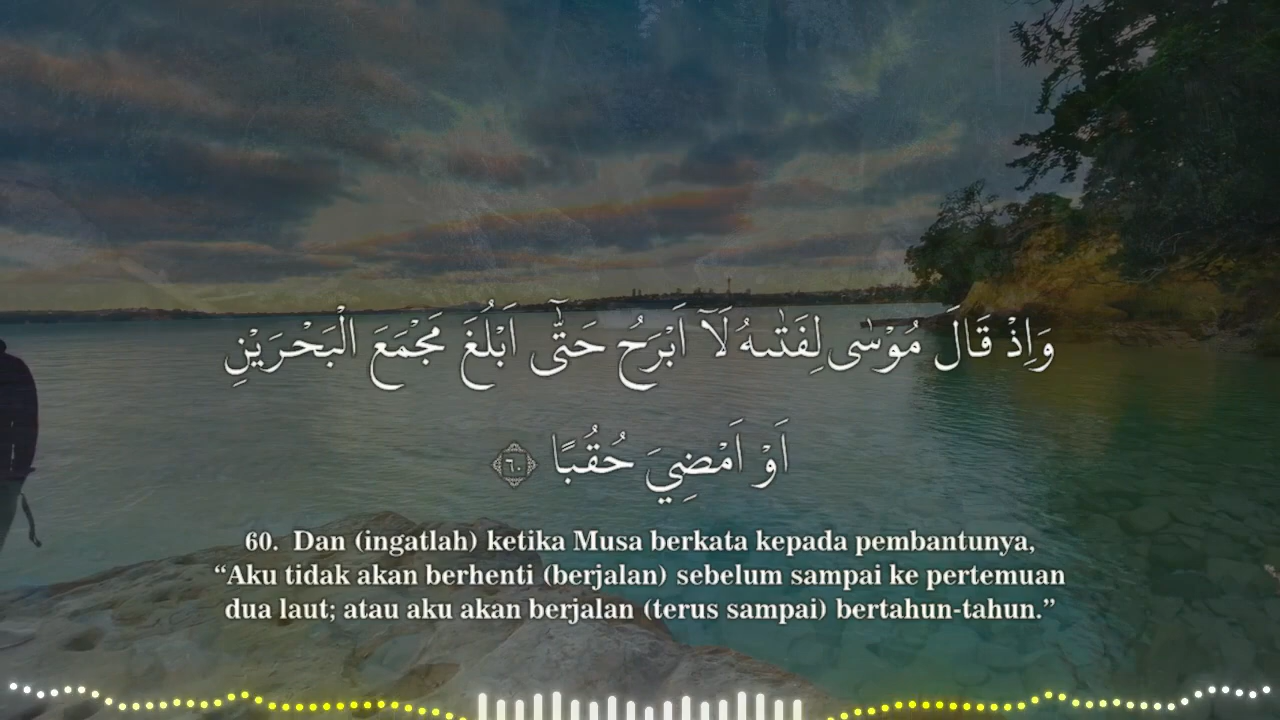 وَاِذْ قَالَ مُوْسٰى لِفَتٰىهُ لَآ اَبْرَحُ حَتّٰٓى اَبْلُغَ مَجْمَعَ الْبَحْرَيْنِ
اَوْ اَمْضِيَ حُقُبًا ٦٠
60. Dan (ingatlah) ketika Musa berkata kepada pembantunya,
“Aku tidak akan berhenti (berjalan) sebelum sampai ke pertemuan
dua laut; atau aku akan berjalan (terus sampai) bertahun-tahun.”